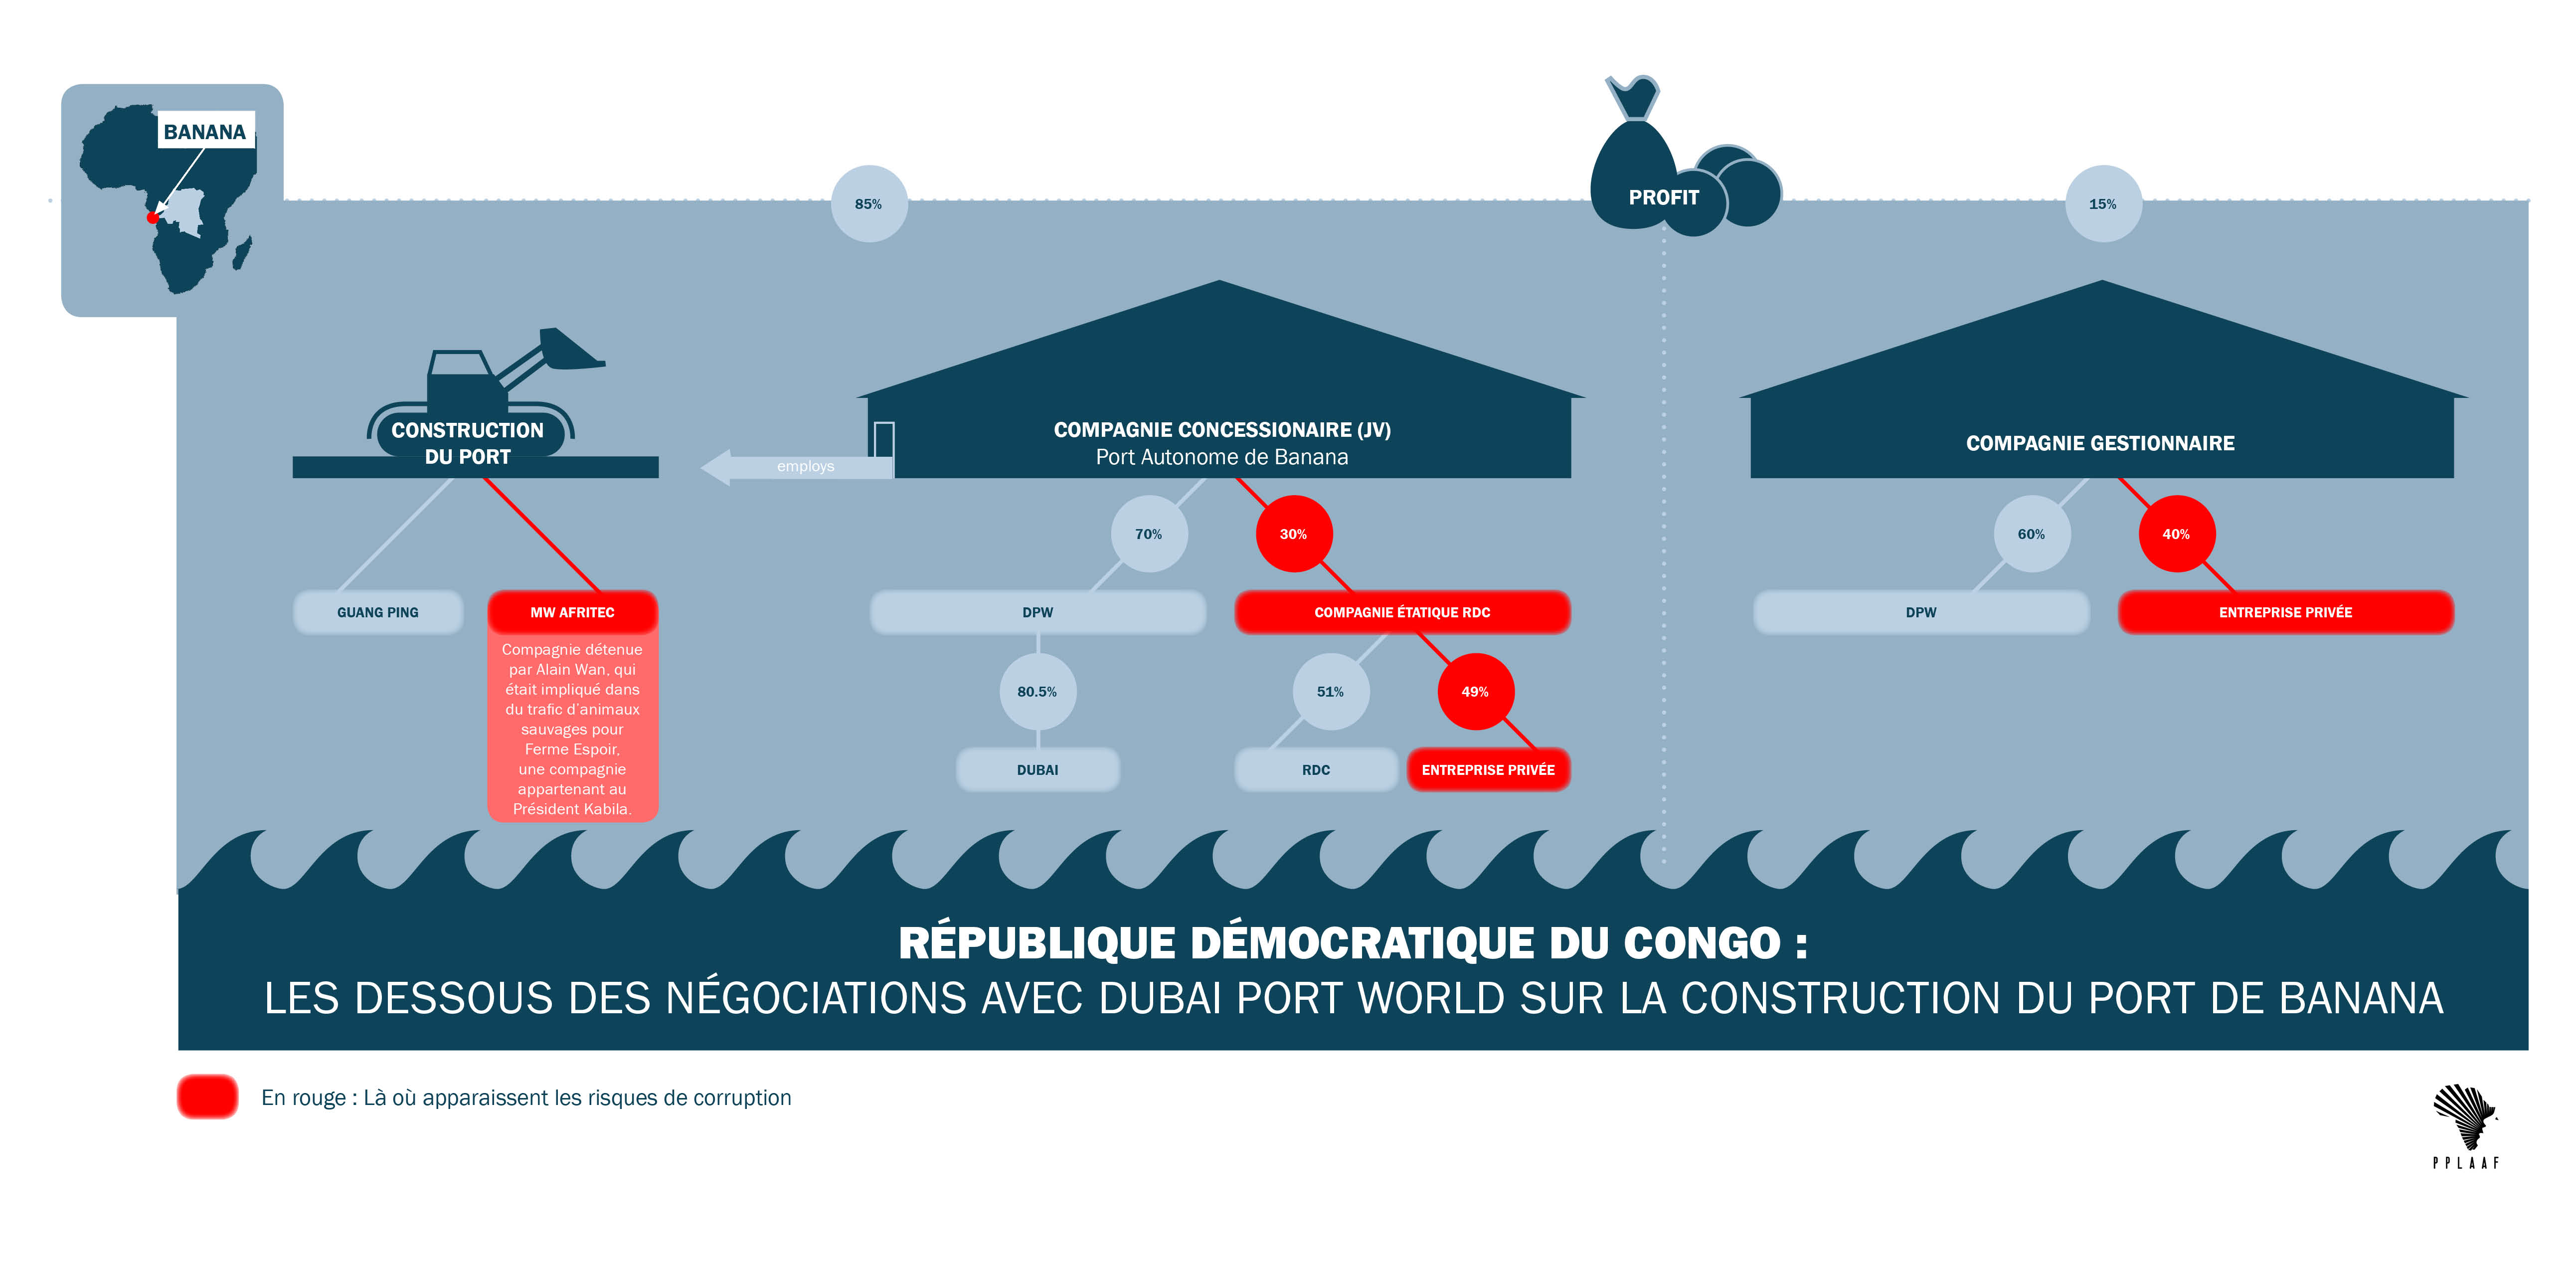 BANANA
85%
PROFIT
15%
CONSTRUCTION
DU PORT
employs
COMPAGNIE CONCESSIONAIRE (JV)
Port Autonome de Banana
COMPAGNIE GESTIONNAIRE
70%
30%
60%
40%
GUANG PING
MW AFRITEC
DPW
COMPAGNIE ÉTATIQUE RDC
DPW
ENTREPRISE PRIVÉE
Compagnie détenue
par Alain Wan, qui
était impliqué dans
du trafic d’animaux
sauvages pour
Ferme Espoir,
une compagnie
appartenant au
Président Kabila.
80.5%
51%
49%
DUBAI
RDC
ENTREPRISE PRIVÉE
RÉPUBLIQUE DÉMOCRATIQUE DU CONGO :
LES DESSOUS DES NÉGOCIATIONS AVEC DUBAI PORT WORLD SUR LA CONSTRUCTION DU PORT DE BANANA
En rouge : Là où apparaissent les risques de corruption
PPLAAF